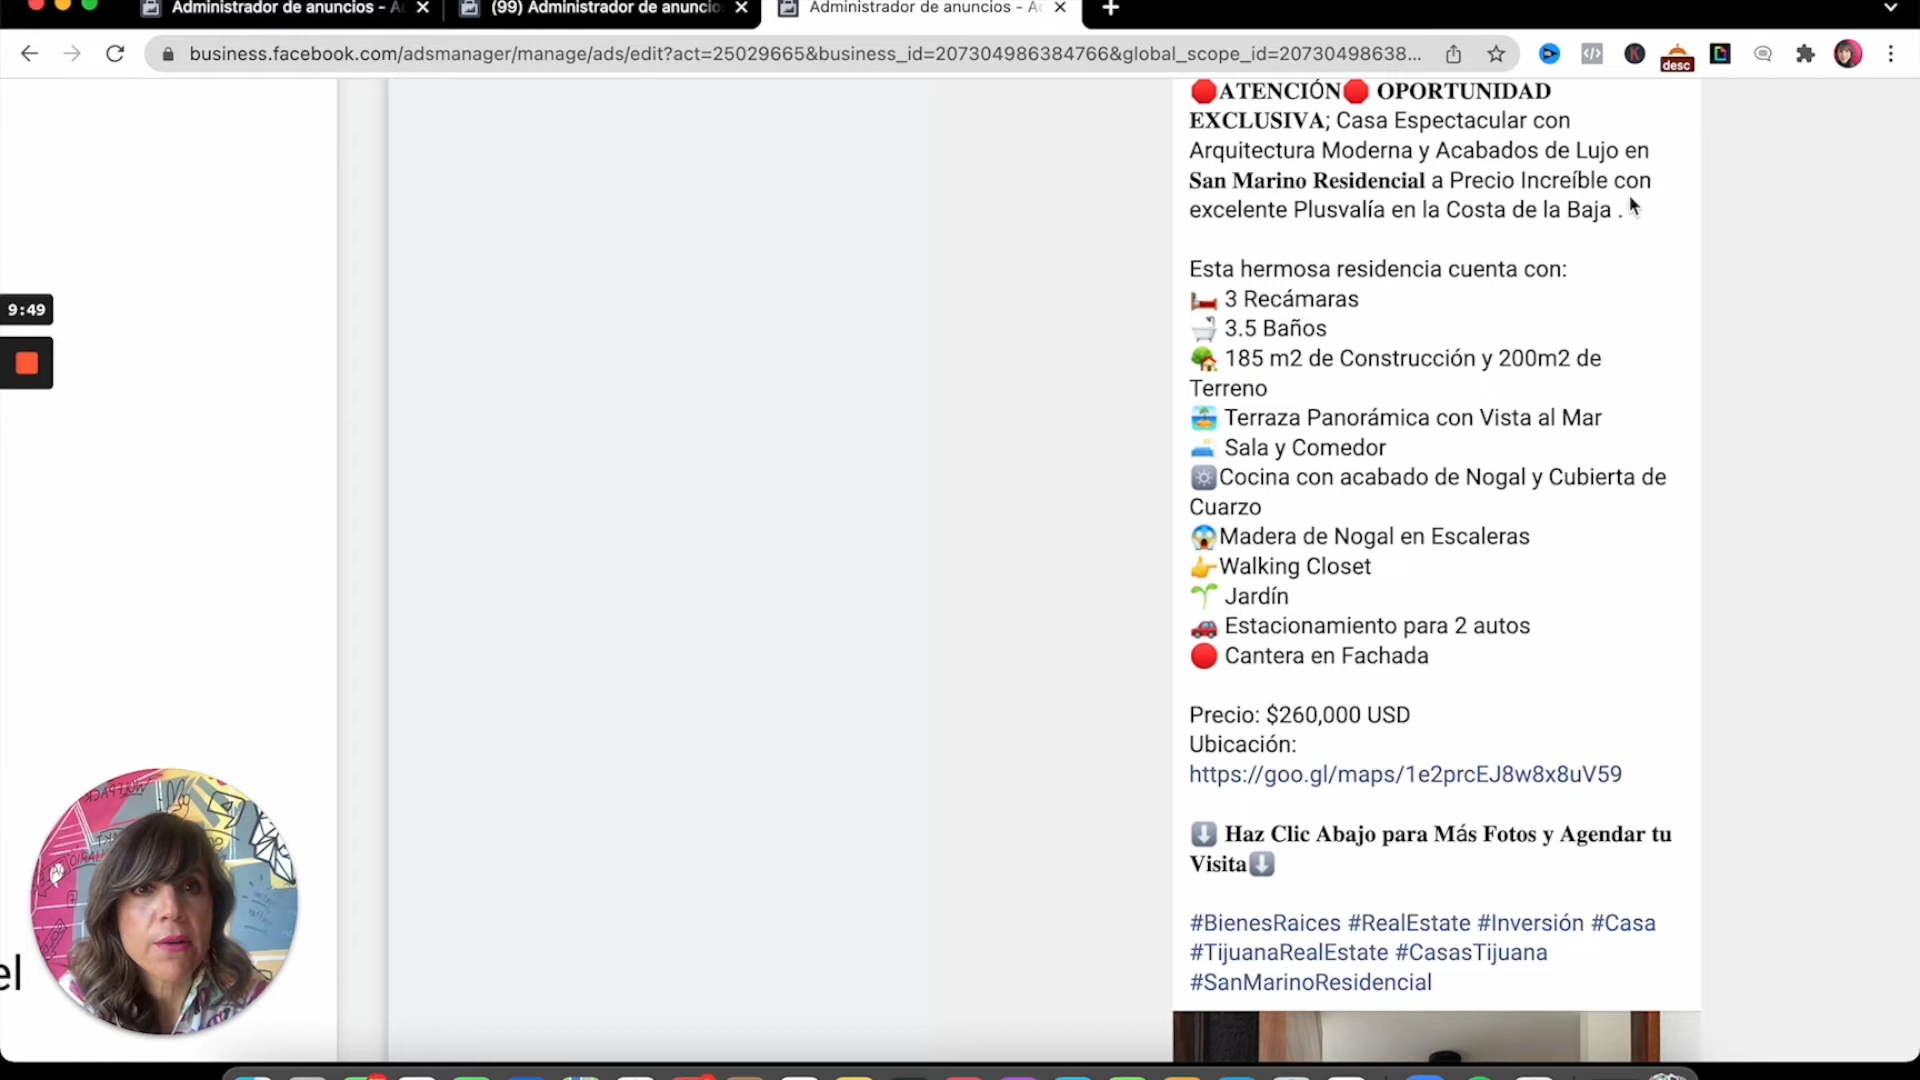 Administrador de anuncios - A
(99) Administrador de anuncio
Administrador de anuncios - A
business.facebook.com/adsmanager/manage/ads/edit?act=25029665&business_id=207304986384766&global_scope_id=20730498638...
desc
ATENCIÓN OPORTUNIDAD
EXCLUSIVA; Casa Espectacular con
Arquitectura Moderna y Acabados de Lujo en
San Marino Residencial a Precio Increíble con
excelente Plusvalía en la Costa de la Baja .
Esta hermosa residencia cuenta con:
3 Recámaras
3.5 Baños
185 m2 de Construcción y 200m2 de
Terreno
Terraza Panorámica con Vista al Mar
Sala y Comedor
Cocina con acabado de Nogal y Cubierta de
Cuarzo
Madera de Nogal en Escaleras
Walking Closet
Jardín
Estacionamiento para 2 autos
Cantera en Fachada
Precio: $260,000 USD
Ubicación:
https://goo.gl/maps/1e2prcEJ8w8x8uV59
Haz Clic Abajo para Más Fotos y Agendar tu
Visita
#BienesRaices #RealEstate #Inversión #Casa
#TijuanaRealEstate #CasasTijuana
#SanMarinoResidencial
9:49
el